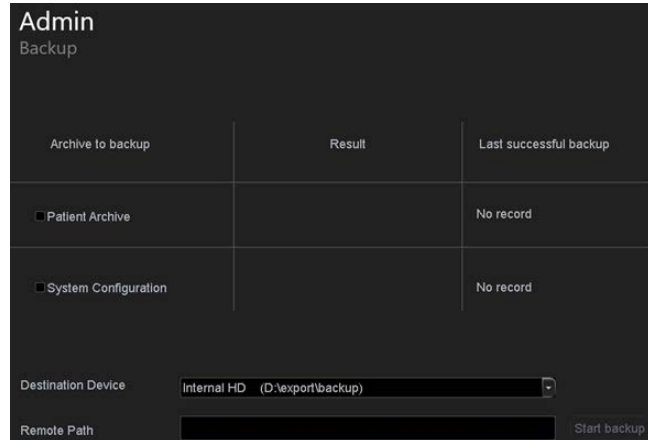 Admin
Backup
Archive to backup Result Last successful backup
Patient Archive No record
System Configuration No record
Destination Device Internal HD (D:\export\backup)
Remote Path Start backup